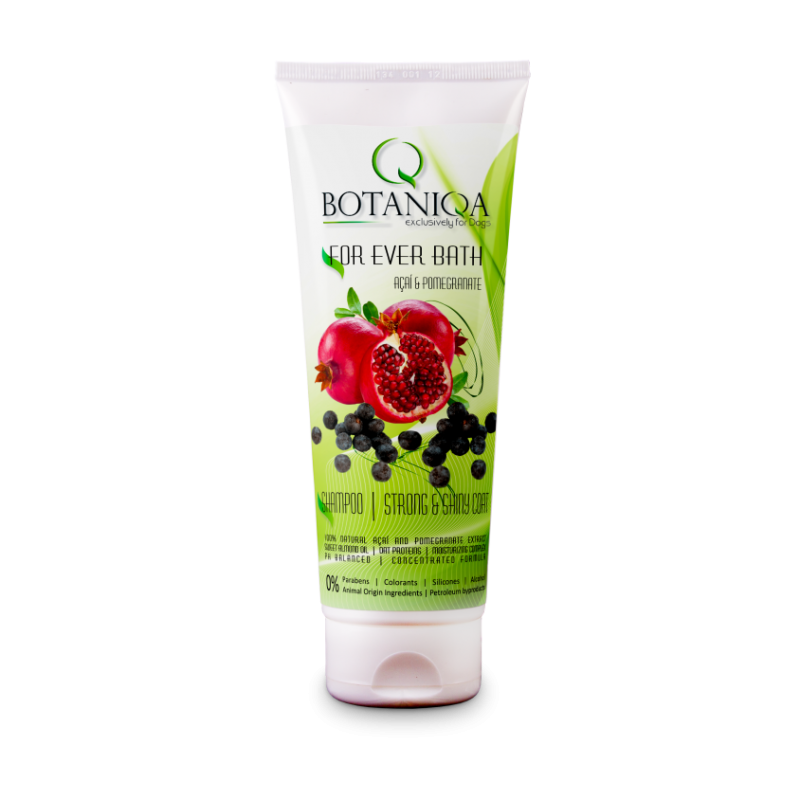 BOTANIQA
exclusively for Dogs
FOR EVER BATH
AÇAÍ & POMEGRANATE
SHAMPOO | STRONG & SHINY COAT
100% NATURAL AÇAÍ AND POMEGRANATE EXTRACT
SWEET ALMOND OIL | OAT PROTEINS | MOISTURIZING COMPLEX
PH BALANCED | CONCENTRATED FORMULA
0% Parabens | Colorants | Silicones | Alcohol
Animal Origin Ingredients | Petroleum byproducts